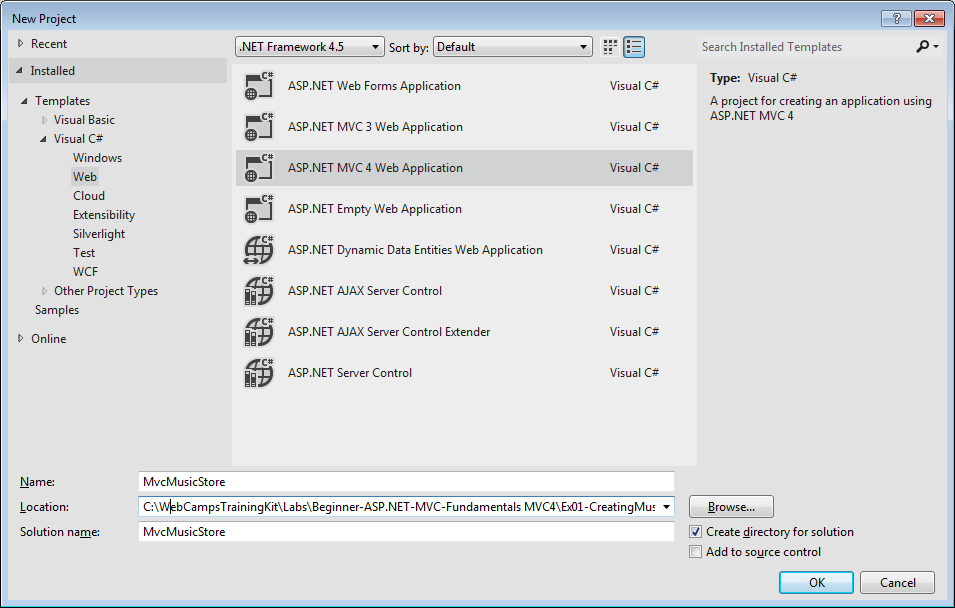 New Project
?
Recent
Installed
Templates
Visual Basic
Visual C#
Windows
Web
Cloud
Extensibility
Silverlight
Test
WCF
Other Project Types
Samples
Online
.NET Framework 4.5 Sort by: Default
C# ASP.NET Web Forms Application Visual C#
C# ASP.NET MVC 3 Web Application Visual C#
C# ASP.NET MVC 4 Web Application Visual C#
C# ASP.NET Empty Web Application Visual C#
C# ASP.NET Dynamic Data Entities Web Application Visual C#
C# ASP.NET AJAX Server Control Visual C#
C# ASP.NET AJAX Server Control Extender Visual C#
C# ASP.NET Server Control Visual C#
Search Installed Templates
Type: Visual C#
A project for creating an application using
ASP.NET MVC 4
Name: MvcMusicStore
Location: C:\WebCampsTrainingKit\Labs\Beginner-ASP.NET-MVC-Fundamentals MVC4\Ex01-CreatingMus
Browse...
Solution name: MvcMusicStore
Create directory for solution
Add to source control
OK Cancel